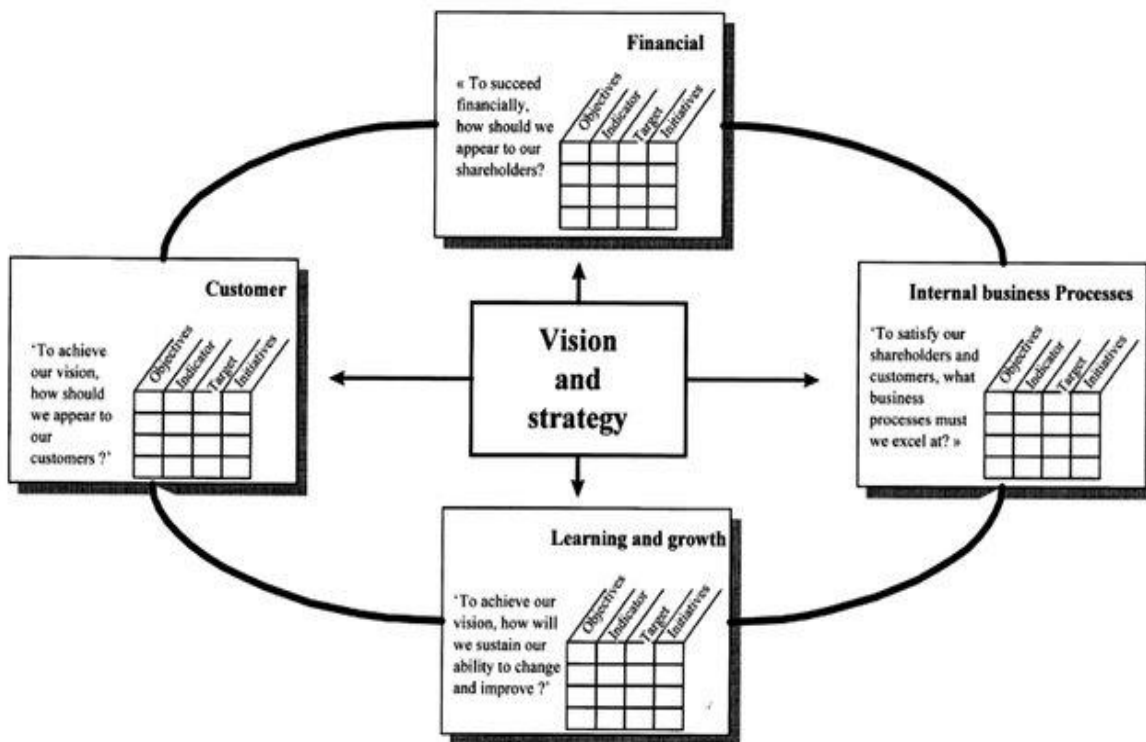 Financial
« To succeed
financially,
how should we
appear to our
shareholders?
Objectives
Indicator
Target
Initiatives
Customer
‘To achieve
our vision,
how should
we appear to
our
customers ?’
Objectives
Indicator
Target
Initiatives
Vision
and
strategy
Internal business Processes
‘To satisfy our
shareholders and
customers, what
business
processes must
we excel at? »
Objectives
Indicator
Target
Initiatives
Learning and growth
‘To achieve our
vision, how will
we sustain our
ability to change
and improve ?’
Objectives
Indicator
Target
Initiatives